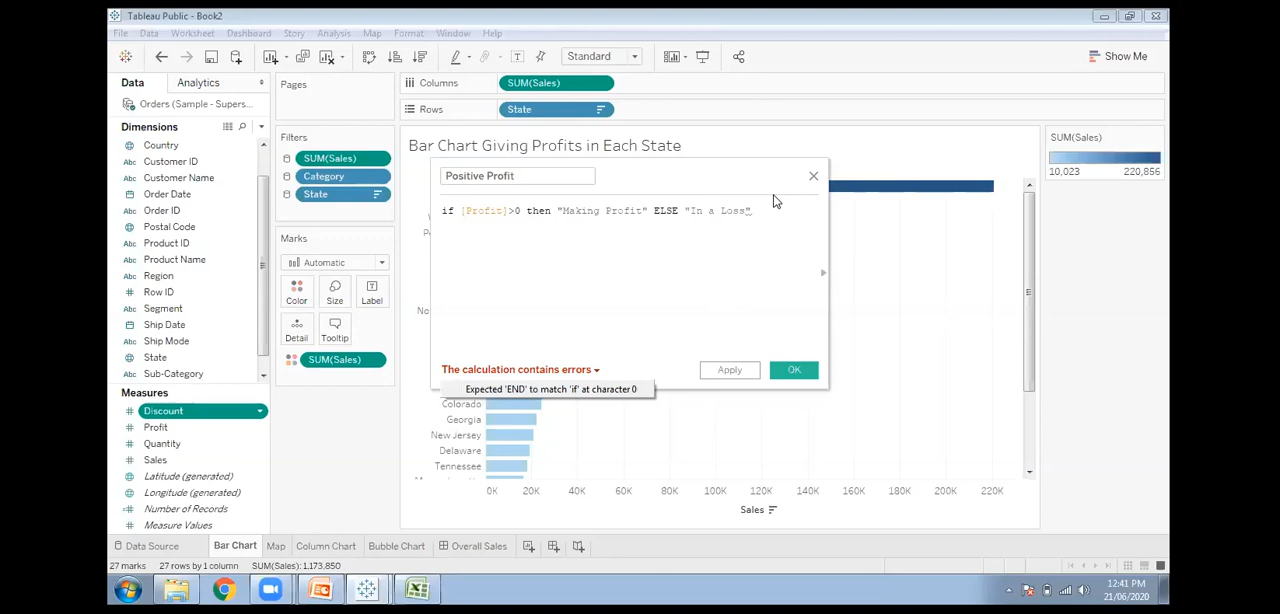 Tableau Public - Book2
File Data Worksheet Dashboard Story Analysis Map Format Window Help
Standard
Show Me
Data Analytics
Orders (Sample - Supers...
Dimensions
Country
Customer ID
Customer Name
Order Date
Order ID
Postal Code
Product ID
Product Name
Region
Row ID
Segment
Ship Date
Ship Mode
State
Sub-Category
Measures
Discount
Profit
Quantity
Sales
Latitude (generated)
Longitude (generated)
Number of Records
Measure Values
Pages
Filters
SUM(Sales)
Category
State
Marks
Automatic
Color Size Label
Detail Tooltip
SUM(Sales)
Columns SUM(Sales)
Rows State
Bar Chart Giving Profits in Each State
Positive Profit
if [Profit]>0 then "Making Profit" ELSE "In a Loss"
The calculation contains errors
Apply OK
Expected 'END' to match 'if' at character 0
Colorado
Georgia
New Jersey
Delaware
Tennessee
0K 20K 40K 60K 80K 100K 120K 140K 160K 180K 200K 220K
Sales
SUM(Sales)
10,023 220,856
Data Source Bar Chart Map Column Chart Bubble Chart Overall Sales
27 marks 27 rows by 1 column SUM(Sales): 1,173,850
12:41 PM
21/06/2020